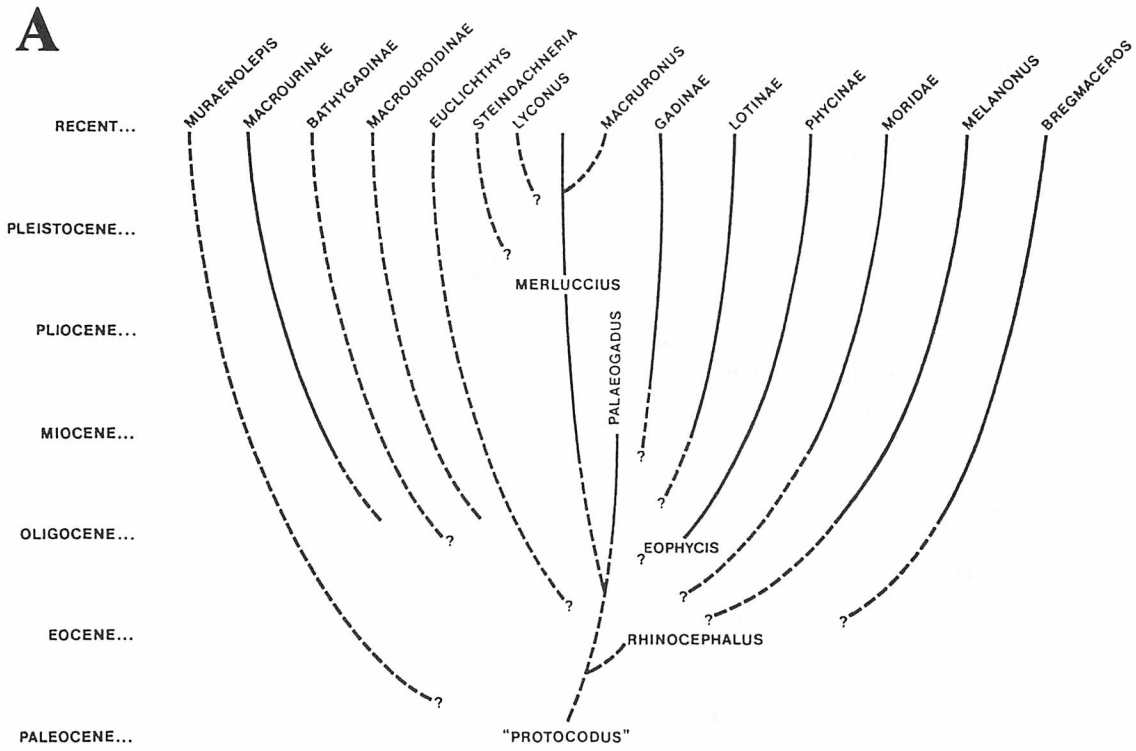 A
MURAENOLEPIS
MACROURINAE
BATHYGADINAE
MACROUROIDINAE
EUCLICHTHYS
STEINDACHNERIA
LYCONUS
MACRURONUS
GADINAE
LOTINAE
PHYCINAE
MORIDAE
MELANONUS
BREGMACEROS
RECENT...
?
PLEISTOCENE...
?
MERLUCCIUS
PLIOCENE...
PALAEOGADUS
MIOCENE...
?
?
OLIGOCENE...
?
?EOPHYCIS
?
?
?
?
EOCENE...
RHINOCEPHALUS
?
PALEOCENE...
"PROTOCODUS"